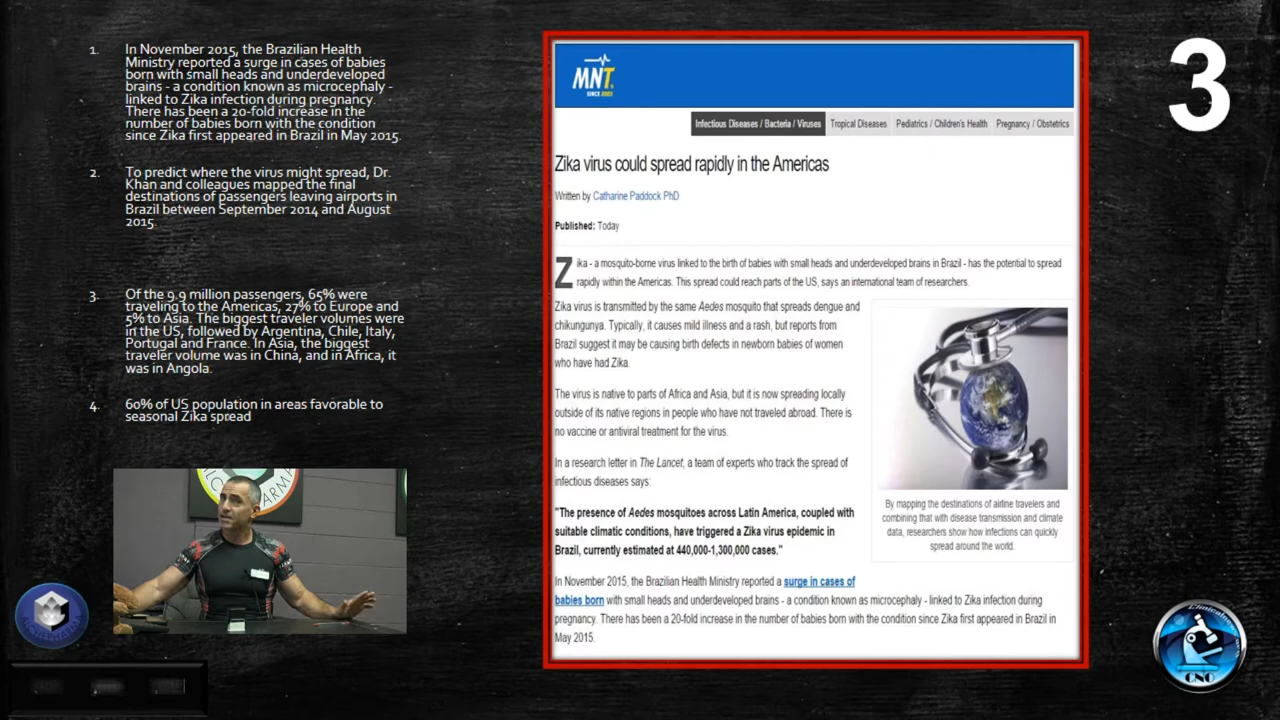 1. In November 2015, the Brazilian Health
Ministry reported a surge in cases of babies
born with small heads and underdeveloped
brains - a condition known as microcephaly -
linked to Zika infection during pregnancy.
There has been a 20-fold increase in the
number of babies born with the condition
since Zika first appeared in Brazil in May 2015.
2. To predict where the virus might spread, Dr.
Khan and colleagues mapped the final
destinations of passengers leaving airports in
Brazil between September 2014 and August
2015.
3. Of the 9.9 million passengers, 65% were
traveling to the Americas, 27% to Europe and
5% to Asia. The biggest traveler volumes were
in the US, followed by Argentina, Chile, Italy,
Portugal and France. In Asia, the biggest
traveler volume was in China, and in Africa, it
was in Angola.
4. 60% of US population in areas favorable to
seasonal Zika spread
MNT
SINCE 2003
Infectious Diseases / Bacteria / Viruses Tropical Diseases Pediatrics / Children's Health Pregnancy / Obstetrics
Zika virus could spread rapidly in the Americas
Written by Catharine Paddock PhD
Published: Today
Zika - a mosquito-borne virus linked to the birth of babies with small heads and underdeveloped brains in Brazil - has the potential to spread
rapidly within the Americas. This spread could reach parts of the US, says an international team of researchers.
Zika virus is transmitted by the same Aedes mosquito that spreads dengue and
chikungunya. Typically, it causes mild illness and a rash, but reports from
Brazil suggest it may be causing birth defects in newborn babies of women
who have had Zika.
The virus is native to parts of Africa and Asia, but it is now spreading locally
outside of its native regions in people who have not traveled abroad. There is
no vaccine or antiviral treatment for the virus.
In a research letter in The Lancet, a team of experts who track the spread of
infectious diseases says:
"The presence of Aedes mosquitoes across Latin America, coupled with
suitable climatic conditions, have triggered a Zika virus epidemic in
Brazil, currently estimated at 440,000-1,300,000 cases."
In November 2015, the Brazilian Health Ministry reported a surge in cases of
babies born with small heads and underdeveloped brains - a condition known as microcephaly - linked to Zika infection during
pregnancy. There has been a 20-fold increase in the number of babies born with the condition since Zika first appeared in Brazil in
May 2015.
By mapping the destinations of airline travelers and
combining that with disease transmission and climate
data, researchers show how infections can quickly
spread around the world.
3
CNO